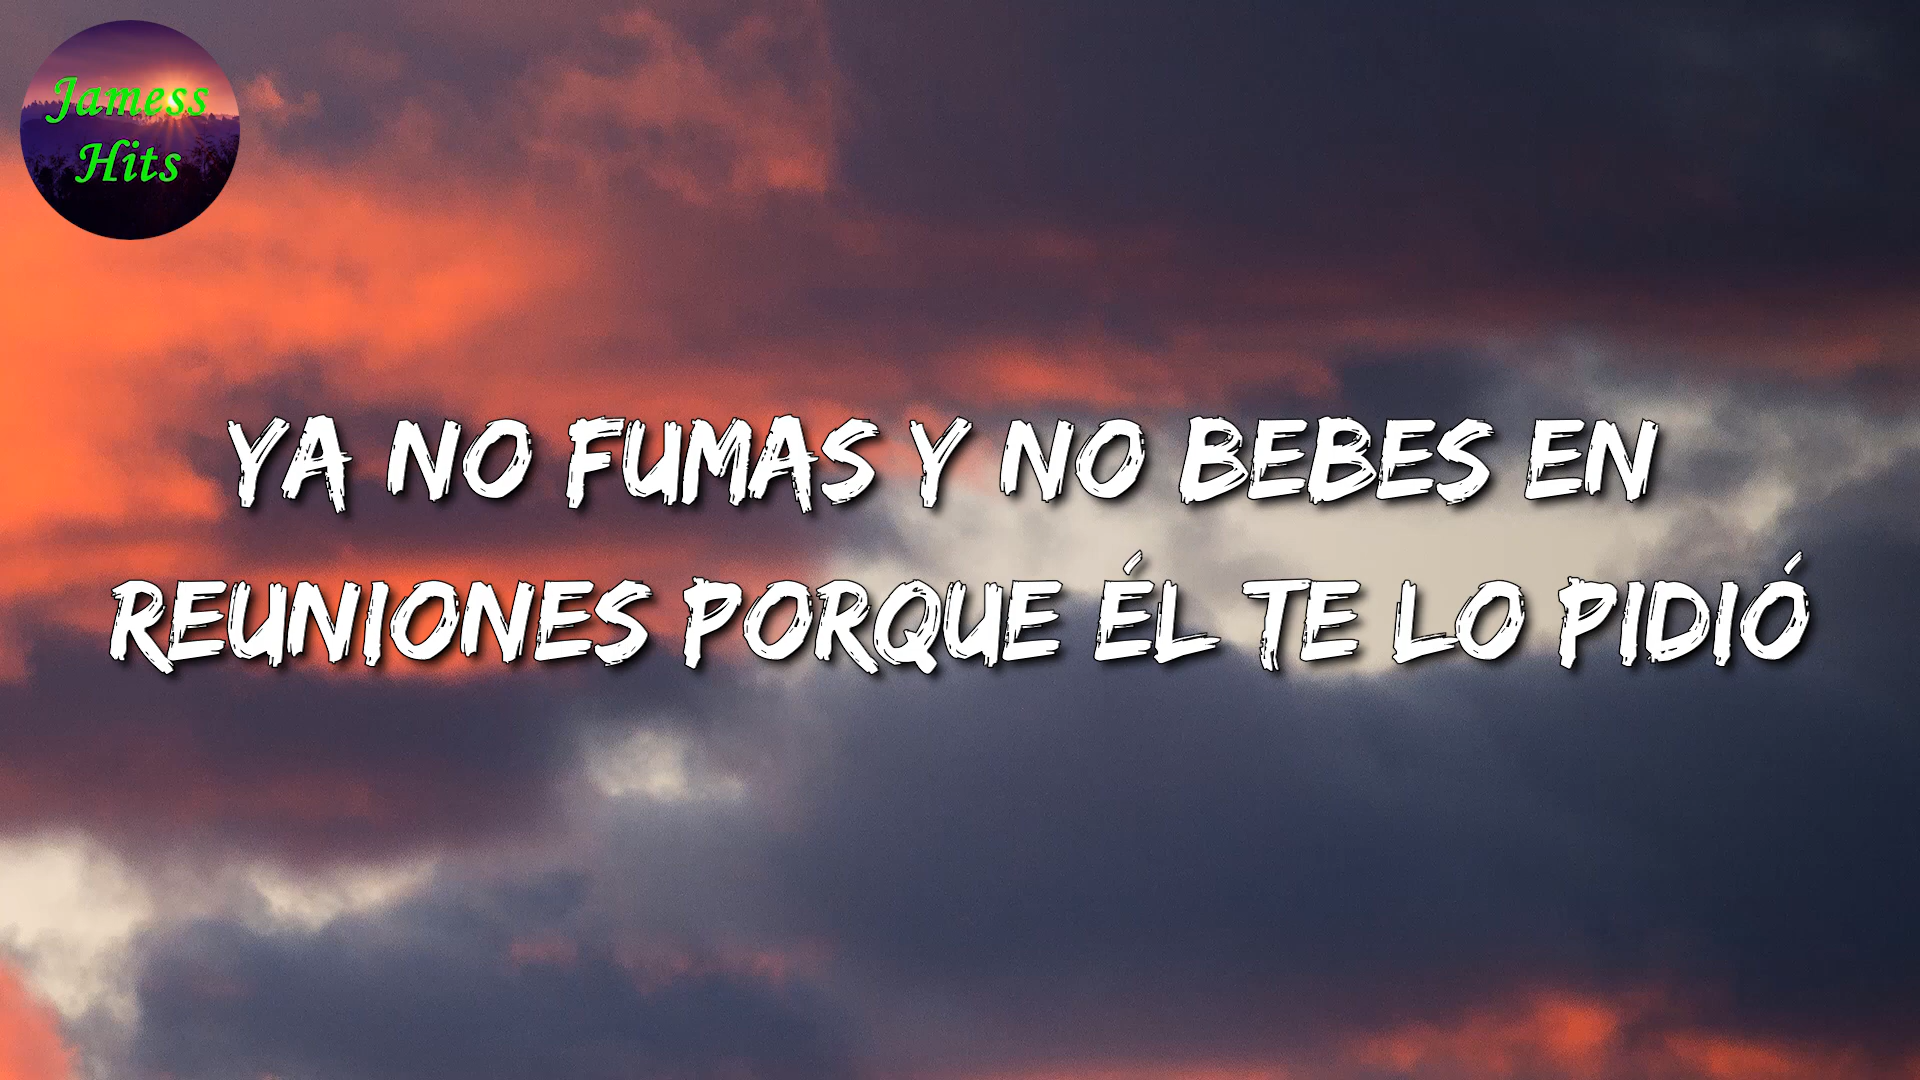 Jamess
Hits
YA NO FUMAS Y NO BEBES EN
REUNIONES PORQUE ÉL TE LO PIDIÓ